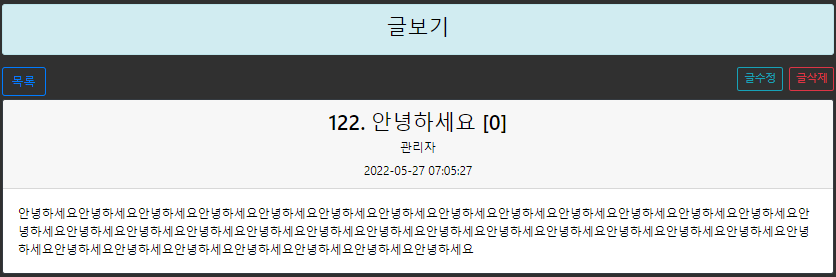 글보기
목록
글수정
글삭제
122. 안녕하세요 [0]
관리자
2022-05-27 07:05:27
안녕하세요안녕하세요안녕하세요안녕하세요안녕하세요안녕하세요안녕하세요안녕하세요안녕하세요안녕하세요안녕하세요안녕하세요안녕하세요안
녕하세요안녕하세요안녕하세요안녕하세요안녕하세요안녕하세요안녕하세요안녕하세요안녕하세요안녕하세요안녕하세요안녕하세요안녕하세요안녕
하세요안녕하세요안녕하세요안녕하세요안녕하세요안녕하세요안녕하세요안녕하세요